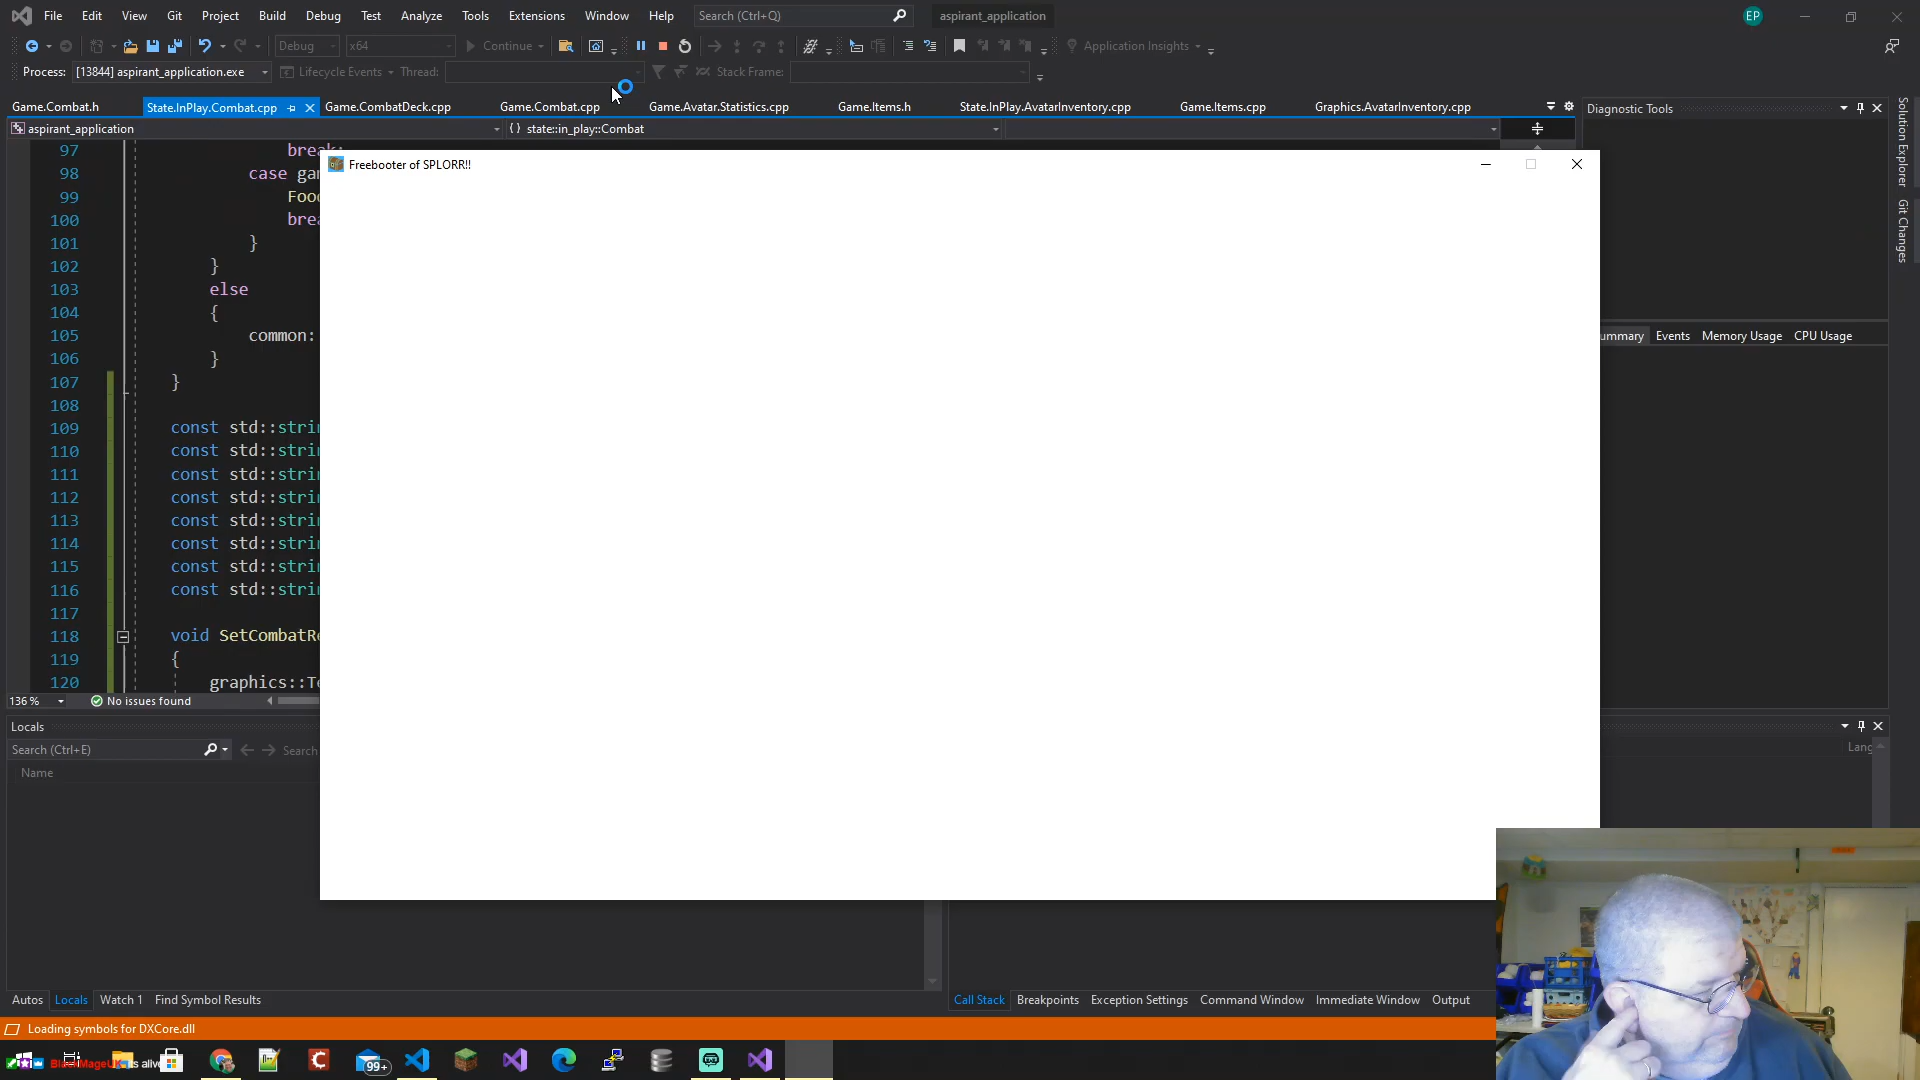 File Edit View Git Project Build Debug Test Analyze Tools Extensions Window Help Search (Ctrl+Q) aspirant_application EP
Debug x64 Continue Application Insights
Process: [13844] aspirant_application.exe Lifecycle Events Thread: Stack Frame:
Game.Combat.h State.InPlay.Combat.cpp Game.CombatDeck.cpp Game.Combat.cpp Game.Avatar.Statistics.cpp Game.Items.h State.InPlay.AvatarInventory.cpp Game.Items.cpp Graphics.AvatarInventory.cpp Diagnostic Tools
aspirant_application {} state::in_play::Combat
Solution Explorer
Git Changes
Freebooter of SPLORR!!
97 break;
98 case
99
100
101 }
102 }
103 else
104 {
105 common:
106 }
107 }
108
109 const std::
110 const std::
111 const std::
112 const std::
113 const std::
114 const std::
115 const std::
116 const std::
117
118 void
119 {
120 graphics::
Events Memory Usage CPU Usage
136 % No issues found
Locals
Search (Ctrl+E) Search
Name
Autos Locals Watch 1 Find Symbol Results
Call Stack Breakpoints Exception Settings Command Window Immediate Window Output
Loading symbols for DXCore.dll
99+